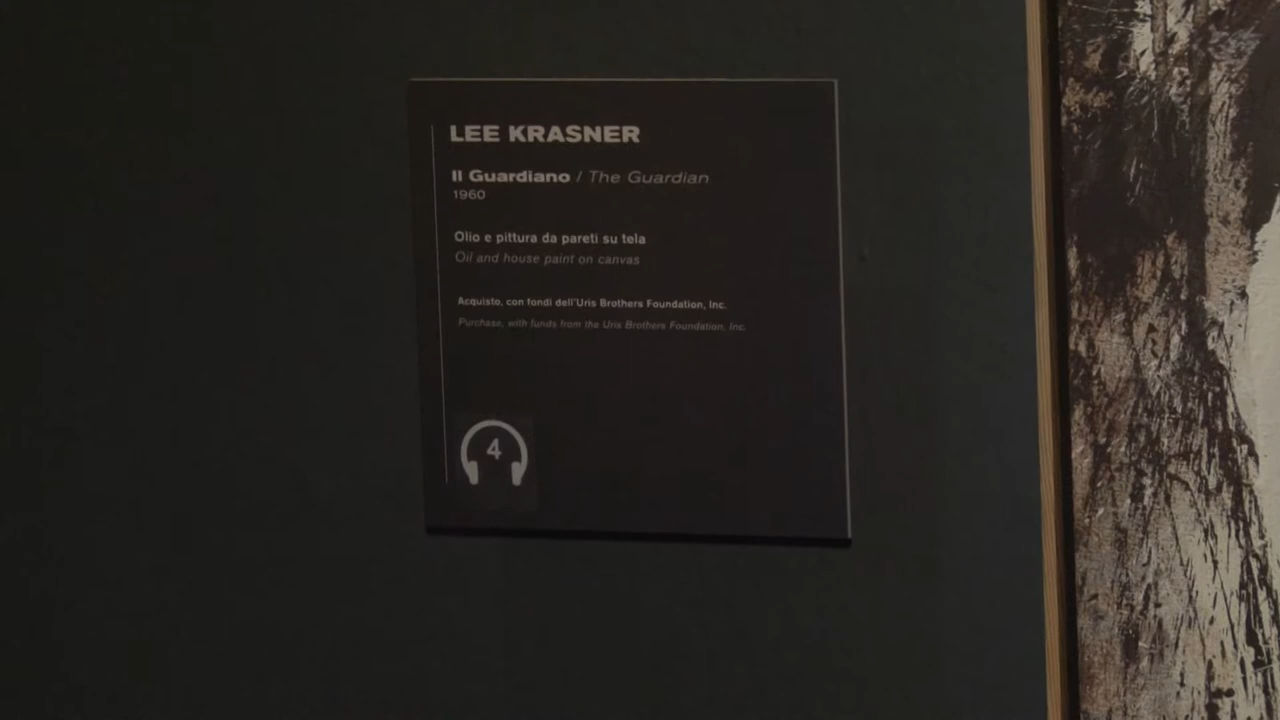 LEE KRASNER
Il Guardiano / The Guardian
1960
Olio e pittura da pareti su tela
Oil and house paint on canvas
Acquisto, con fondi dell'Uris Brothers Foundation, Inc.
Purchase, with funds from the Uris Brothers Foundation, Inc.
4